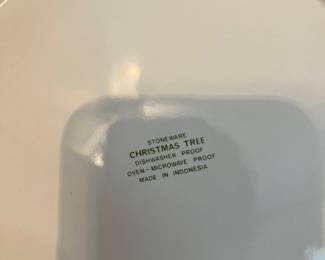 STONEWARE
CHRISTMAS TREE
DISHWASHER PROOF
OVEN-MICROWAVE PROOF
MADE IN INDONESIA